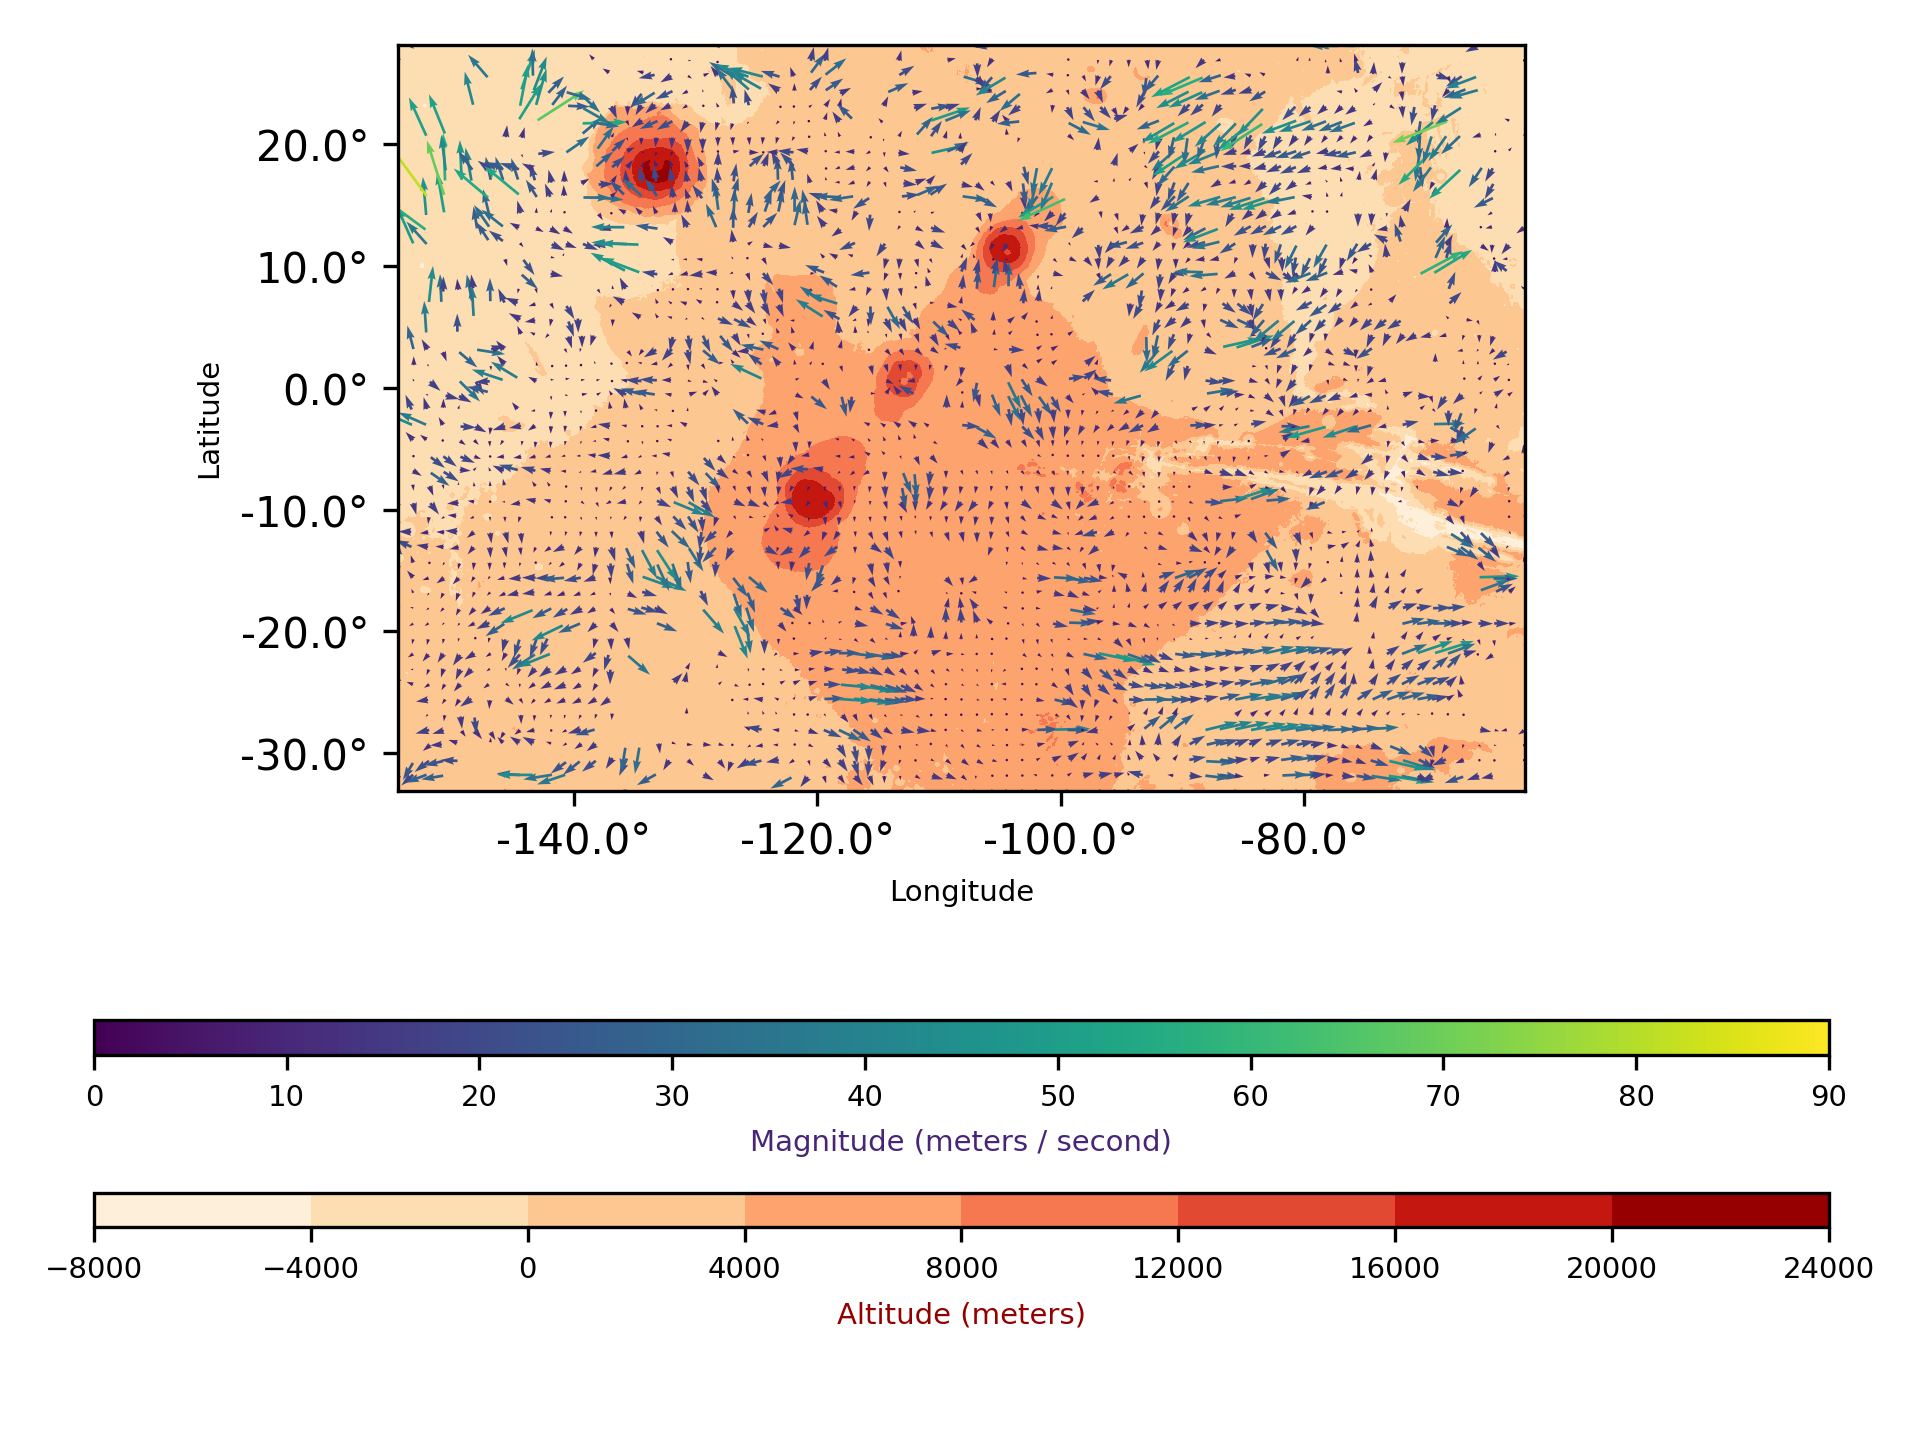 20.0°
10.0°
0.0°
-10.0°
-20.0°
-30.0°
Latitude
-140.0° -120.0° -100.0° -80.0°
Longitude
0 10 20 30 40 50 60 70 80 90
Magnitude (meters / second)
−8000 −4000 0 4000 8000 12000 16000 20000 24000
Altitude (meters)